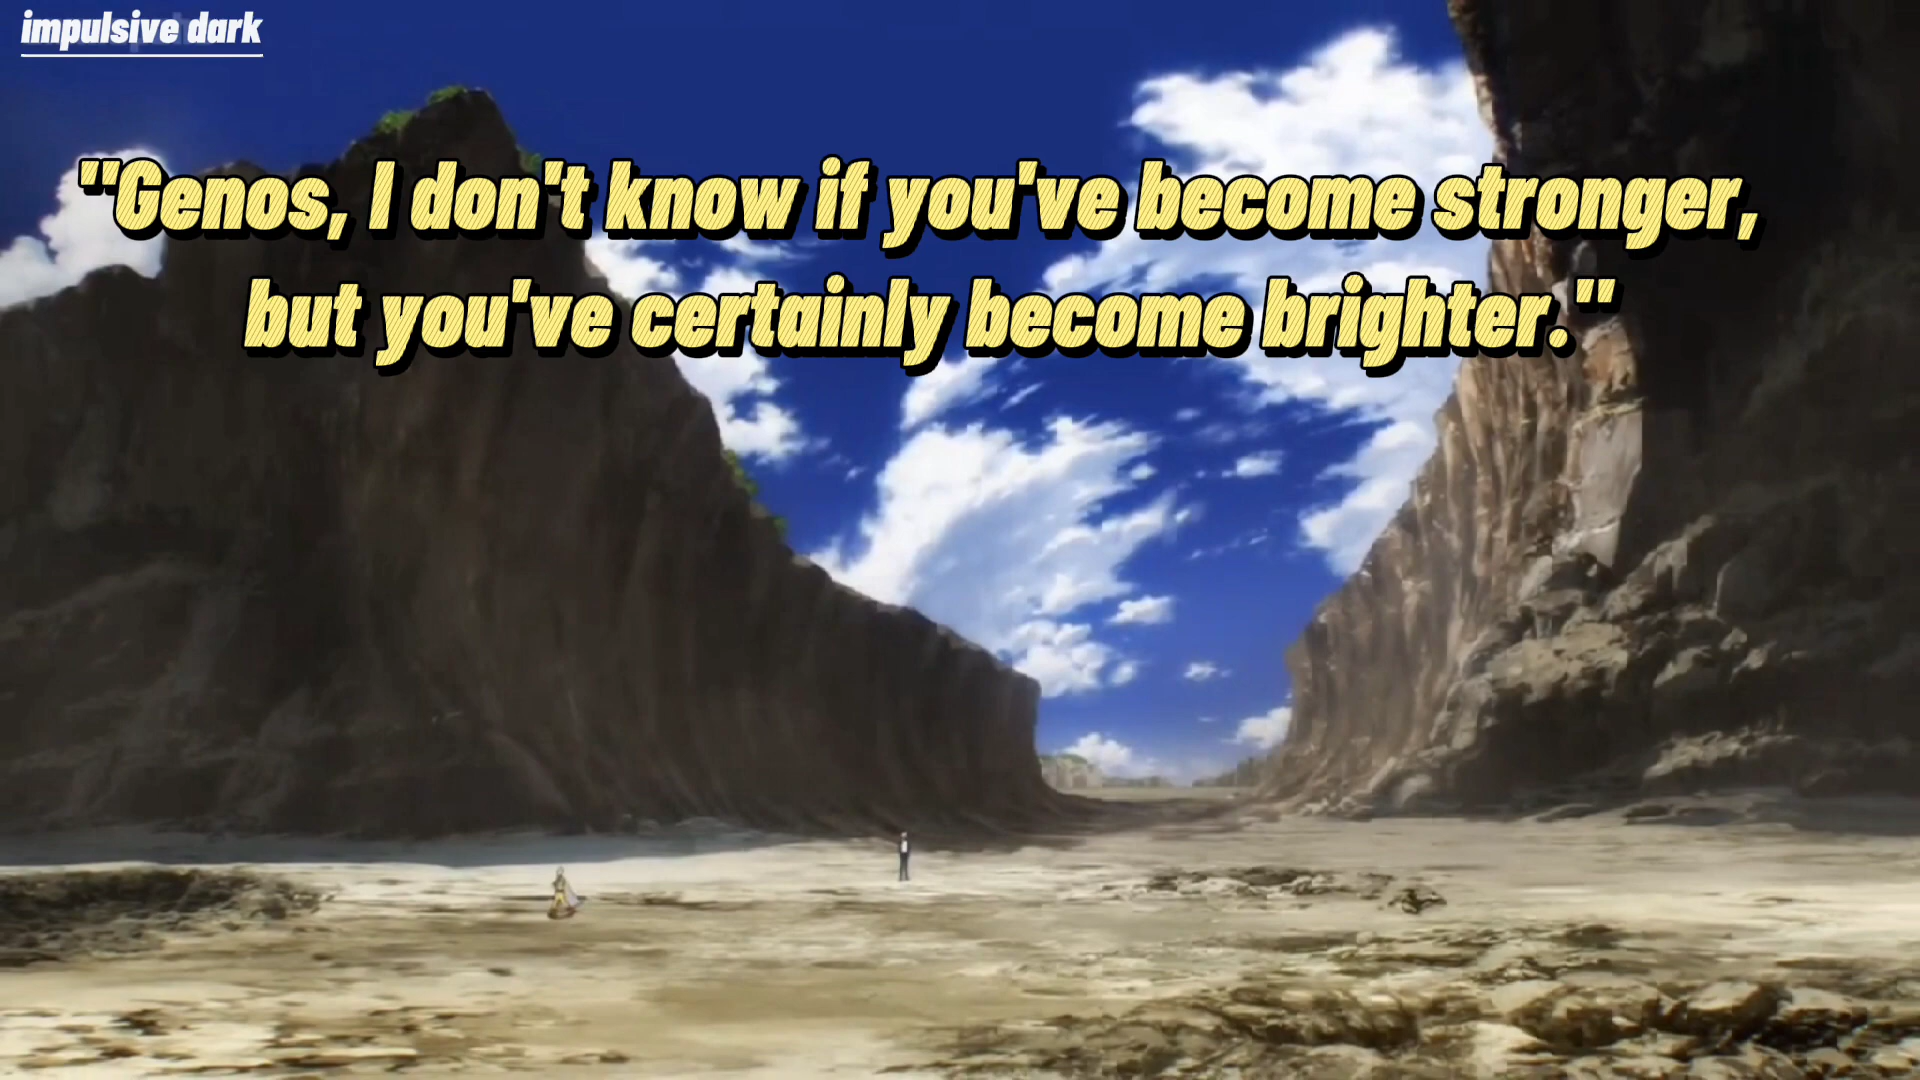 impulsive dark
"Genos, I don't know if you've become stronger,
but you've certainly become brighter."